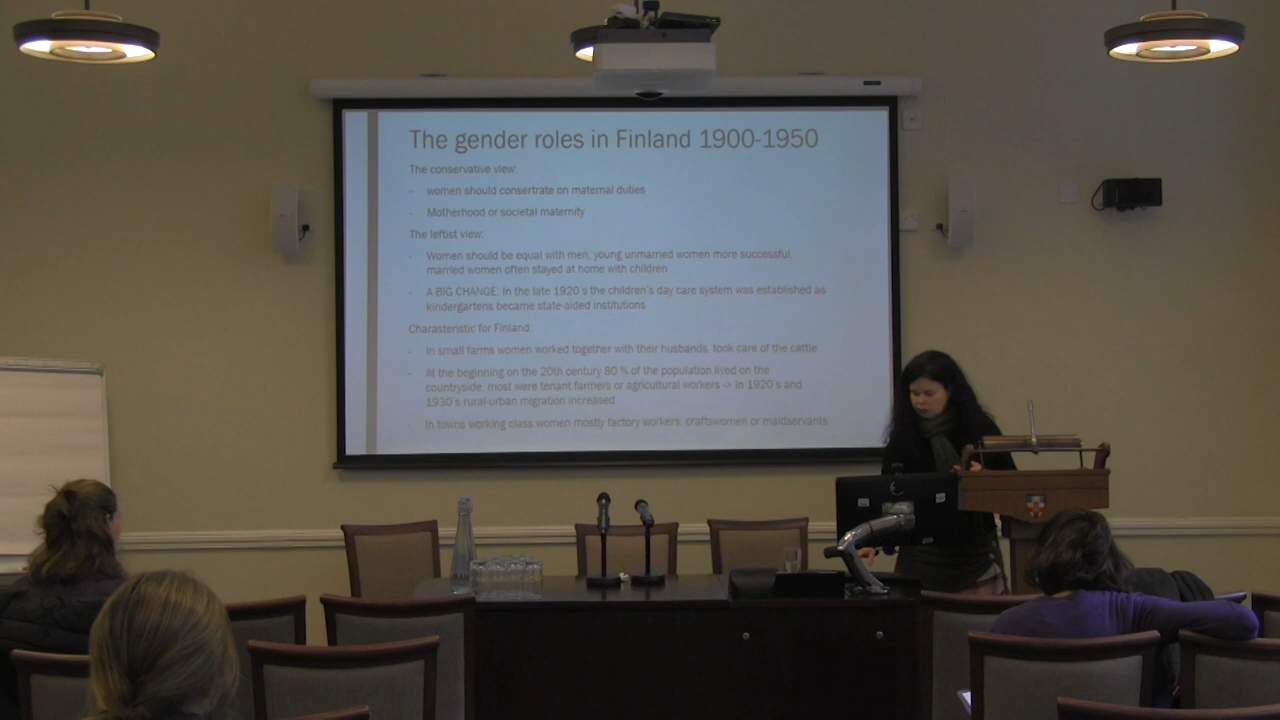 The gender roles in Finland 1900-1950
The conservative view:
- women should consertrate on maternal duties
- Motherhood or societal maternity
The leftist view:
- Women should be equal with men, young unmarried women more successful,
married women often stayed at home with children
- A BIG CHANGE: In the late 1920´s the children´s day care system was established as
kindergartens became state-aided institutions
Charasteristic for Finland:
- In small farms women worked together with their husbands, took care of the cattle
- At the beginning on the 20th century 80 % of the population lived on the
countryside, most were tenant farmers or agricultural workers -> In 1920´s and
1930´s rural-urban migration increased
- In towns working class women mostly factory workers, craftswomen or maidservants